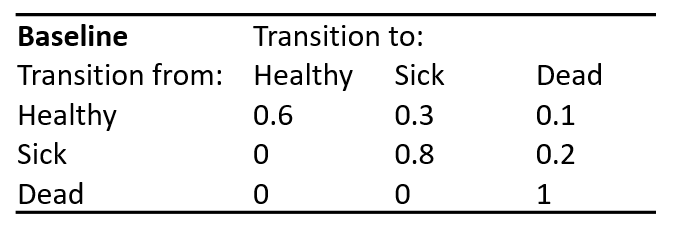 Baseline Transition to:
Transition from: Healthy Sick Dead
Healthy 0.6 0.3 0.1
Sick 0 0.8 0.2
Dead 0 0 1